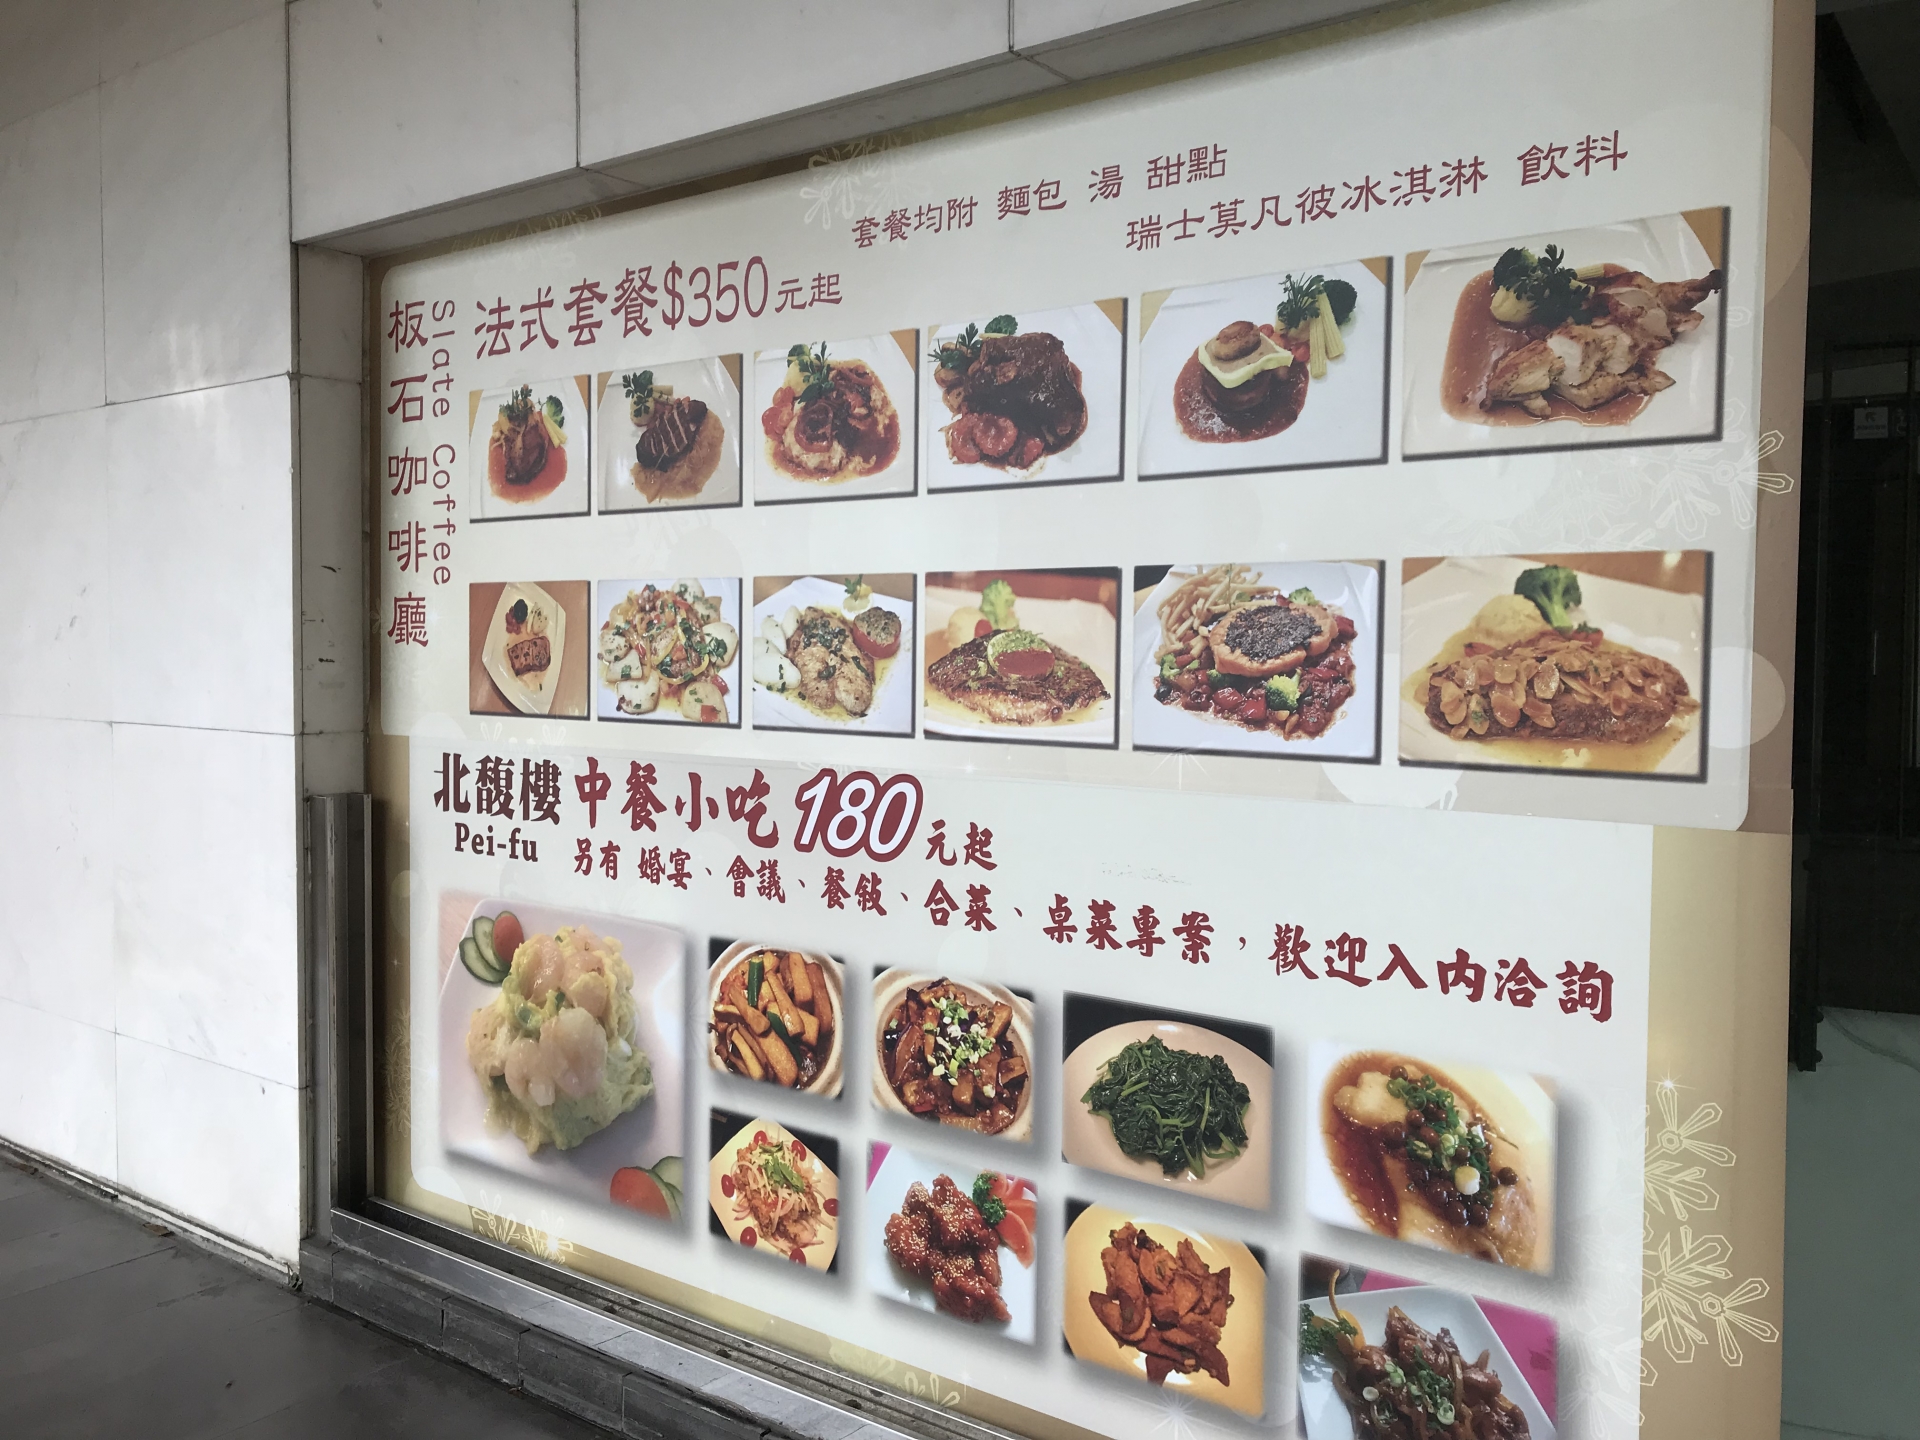 套餐均附 麵包 湯 甜點
瑞士莫凡彼冰淇淋 飲料
法式套餐$350元起
板石咖啡廳
Slate Coffee
北馥樓 中餐小吃 180元起
Pei-fu
另有 婚宴、會議、餐敍、合菜、桌菜專案，歡迎入內洽詢